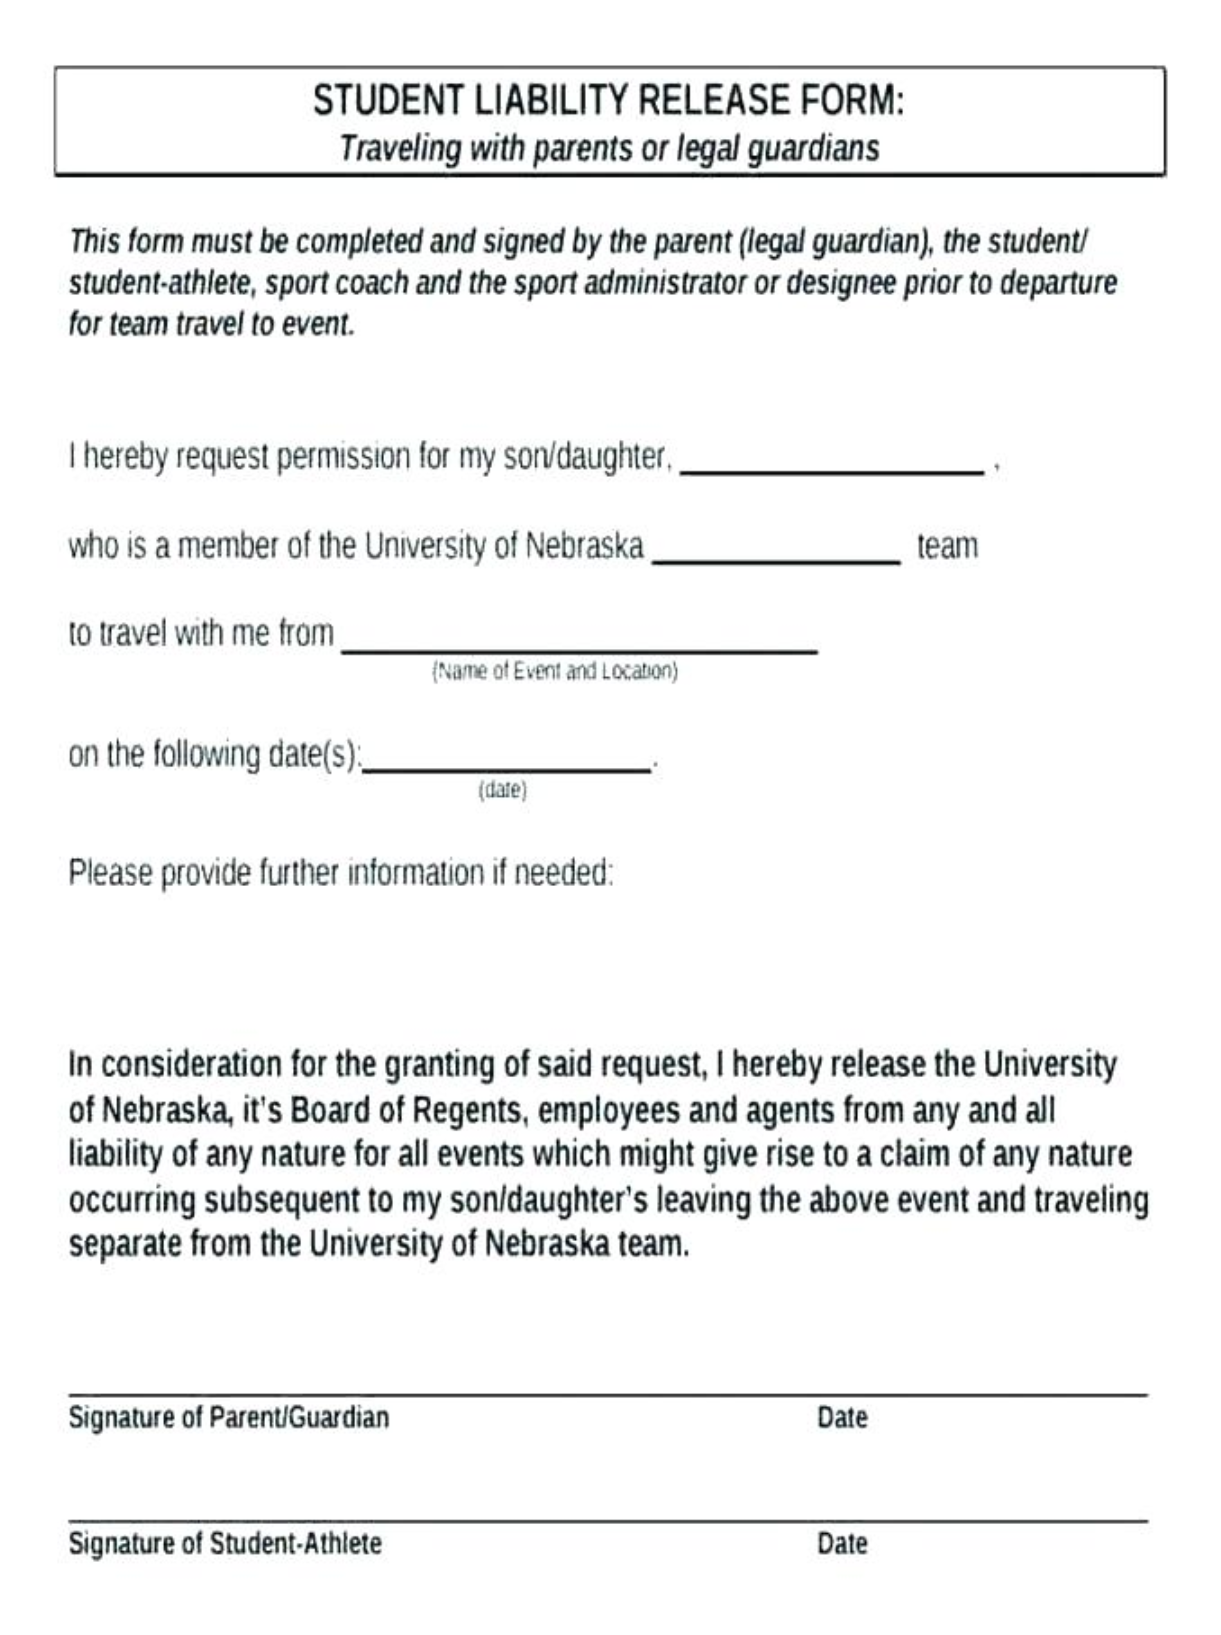 STUDENT LIABILITY RELEASE FORM:
Traveling with parents or legal guardians
This form must be completed and signed by the parent (legal guardian), the student/
student-athlete, sport coach and the sport administrator or designee prior to departure
for team travel to event.
I hereby request permission for my son/daughter, ____________________ ,
who is a member of the University of Nebraska ________________ team
to travel with me from ______________________________
(Name of Event and Location)
on the following date(s):___________________.
(date)
Please provide further information if needed:
In consideration for the granting of said request, I hereby release the University
of Nebraska, it's Board of Regents, employees and agents from any and all
liability of any nature for all events which might give rise to a claim of any nature
occurring subsequent to my son/daughter's leaving the above event and traveling
separate from the University of Nebraska team.
Signature of Parent/Guardian Date
Signature of Student-Athlete Date